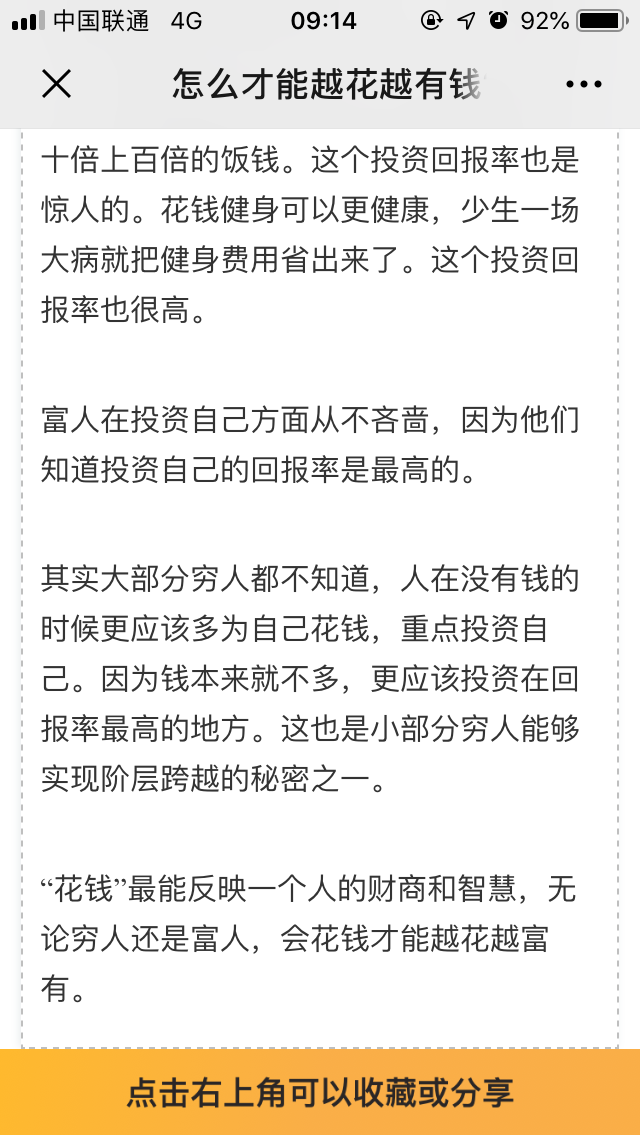 中国联通 4G 09:14 92%
怎么才能越花越有钱
十倍上百倍的饭钱。这个投资回报率也是
惊人的。花钱健身可以更健康，少生一场
大病就把健身费用省出来了。这个投资回
报率也很高。
富人在投资自己方面从不吝啬，因为他们
知道投资自己的回报率是最高的。
其实大部分穷人都不知道，人在没有钱的
时候更应该多为自己花钱，重点投资自
己。因为钱本来就不多，更应该投资在回
报率最高的地方。这也是小部分穷人能够
实现阶层跨越的秘密之一。
“花钱”最能反映一个人的财商和智慧，无
论穷人还是富人，会花钱才能越花越富
有。
点击右上角可以收藏或分享